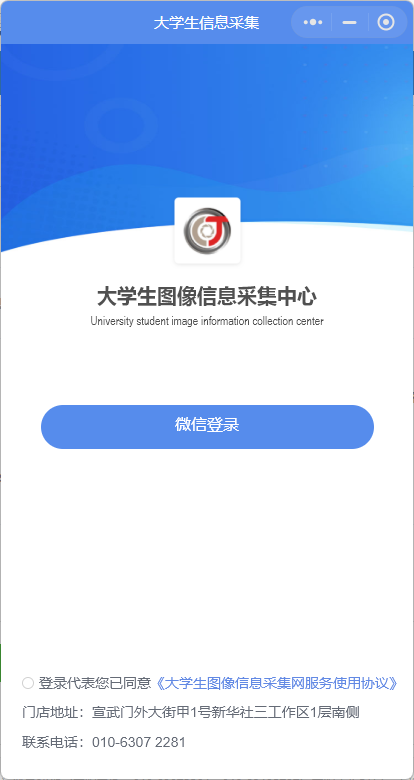 大学生信息采集
大学生图像信息采集中心
University student image information collection center
微信登录
登录代表您已同意《大学生图像信息采集网服务使用协议》
门店地址：宣武门外大街甲1号新华社三工作区1层南侧
联系电话：010-6307 2281